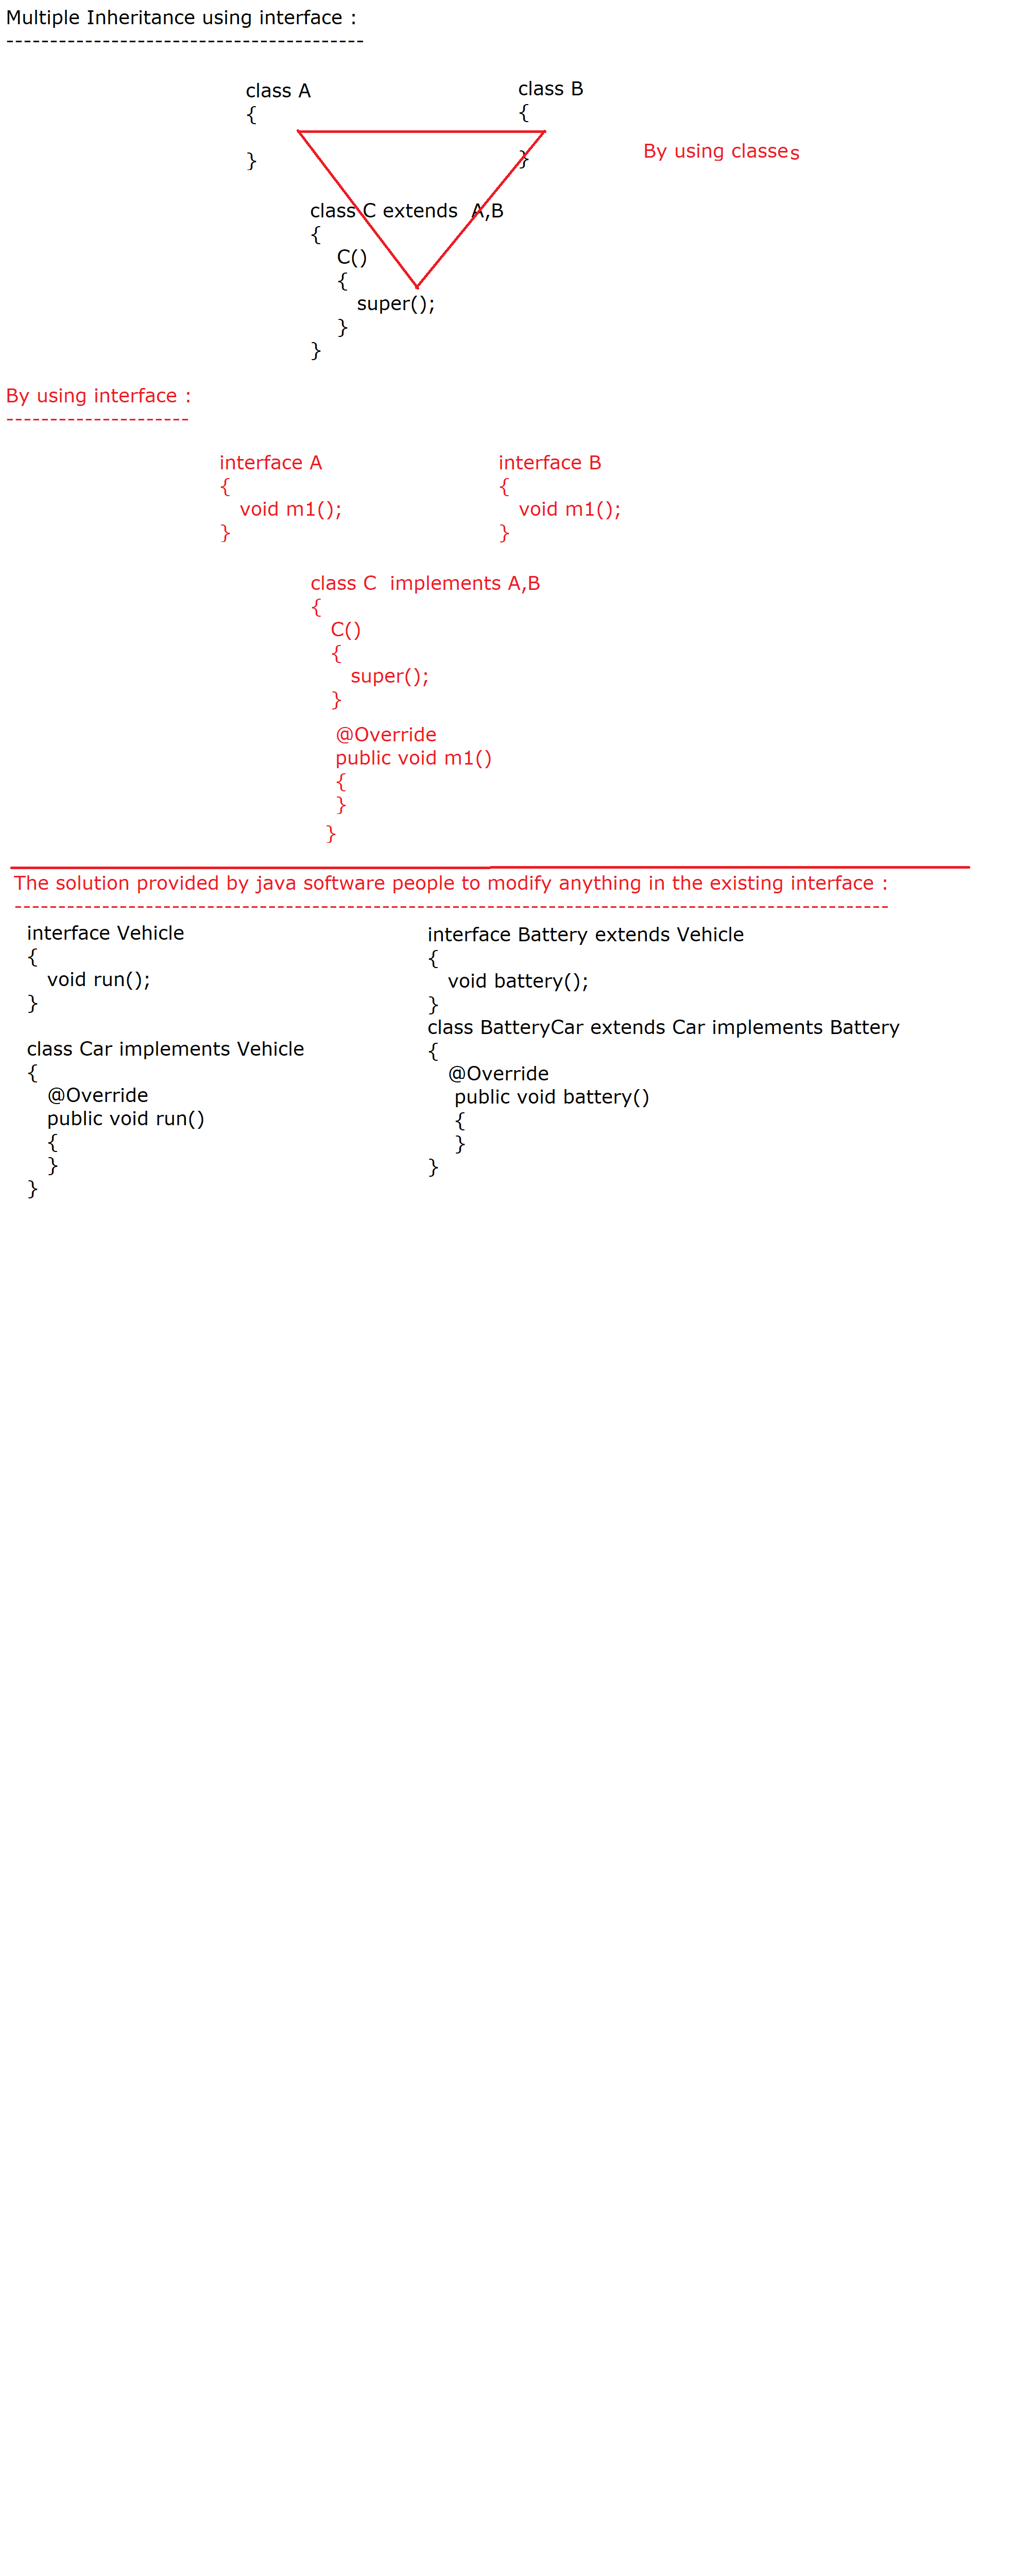 Multiple Inheritance using interface :
-----------------------------------------
class A
{
}
class B
{
}
By using classes
class C extends  A,B
{
C()
{
super();
}
}
By using interface :
---------------------
interface A
{
void m1();
}
interface B
{
void m1();
}
class C  implements A,B
{
C()
{
super();
}
@Override
public void m1()
{
}
}
The solution provided by java software people to modify anything in the existing interface :
----------------------------------------------------------------------------------------------------
interface Vehicle
{
void run();
}
class Car implements Vehicle
{
@Override
public void run()
{
}
}
interface Battery extends Vehicle
{
void battery();
}
class BatteryCar extends Car implements Battery
{
@Override
public void battery()
{
}
}